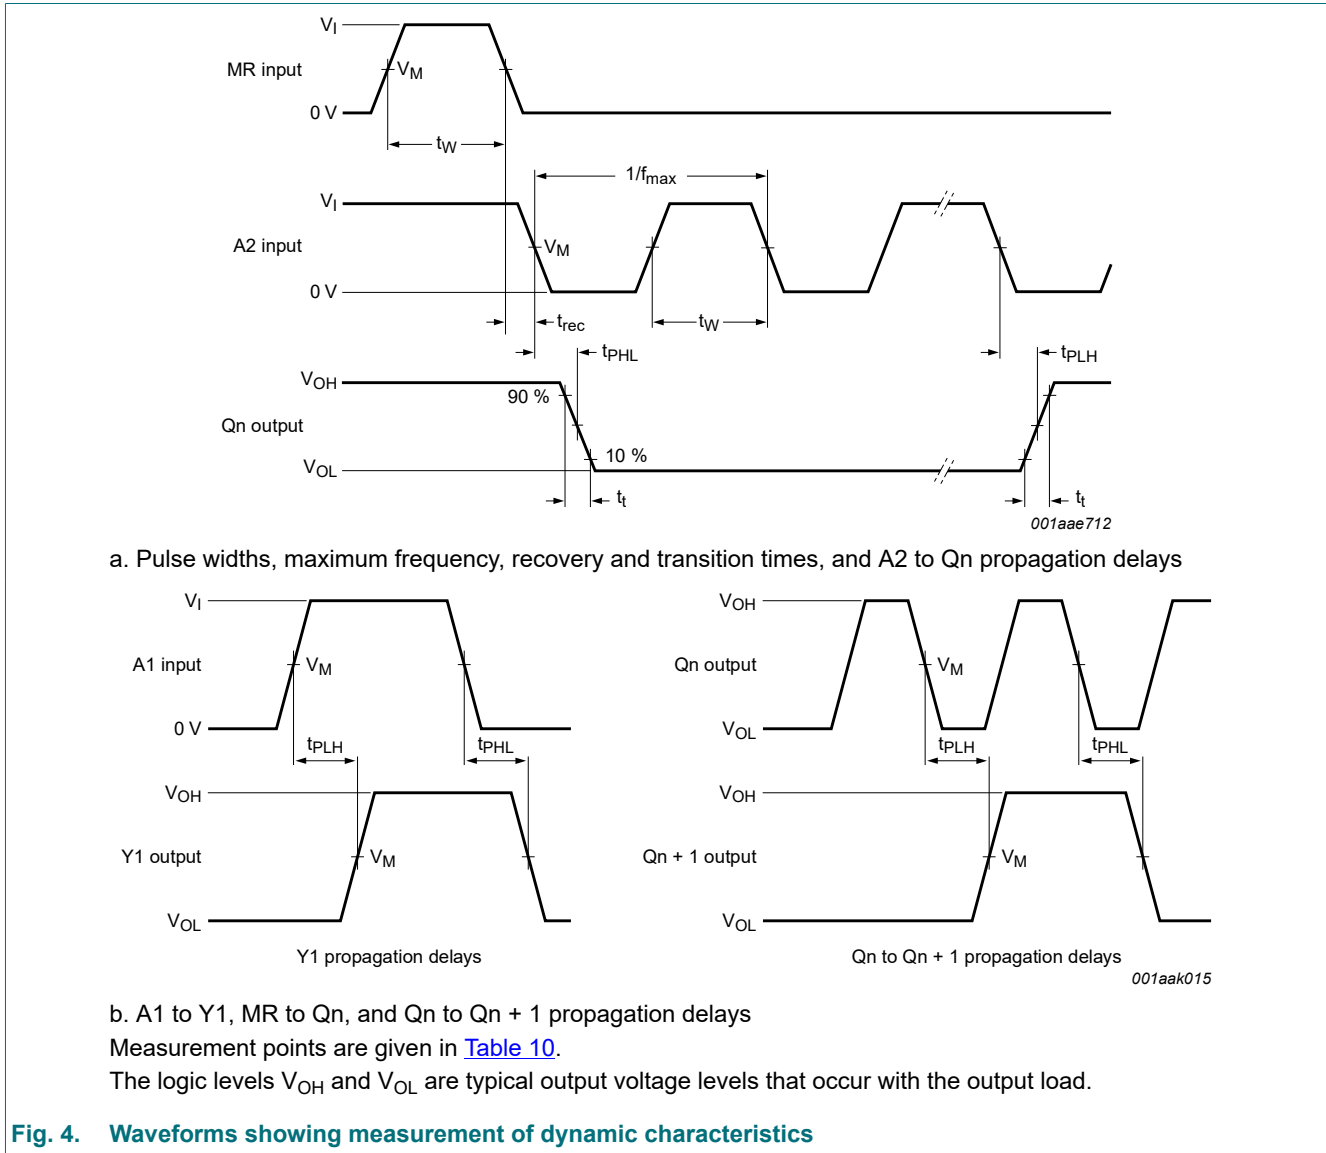 VI
MR input
VM
0 V
tW
1/fmax
VI
A2 input
VM
0 V
trec
tW
tPHL
tPLH
VOH
90 %
Qn output
10 %
VOL
tt
tt
001aae712
a. Pulse widths, maximum frequency, recovery and transition times, and A2 to Qn propagation delays
VI
A1 input
VM
0 V
tPLH
tPHL
VOH
Y1 output
VM
VOL
Y1 propagation delays
VOH
Qn output
VM
VOL
tPLH
tPHL
VOH
Qn + 1 output
VM
VOL
Qn to Qn + 1 propagation delays
001aak015
b. A1 to Y1, MR to Qn, and Qn to Qn + 1 propagation delays
Measurement points are given in Table 10.
The logic levels VOH and VOL are typical output voltage levels that occur with the output load.
Fig. 4. Waveforms showing measurement of dynamic characteristics